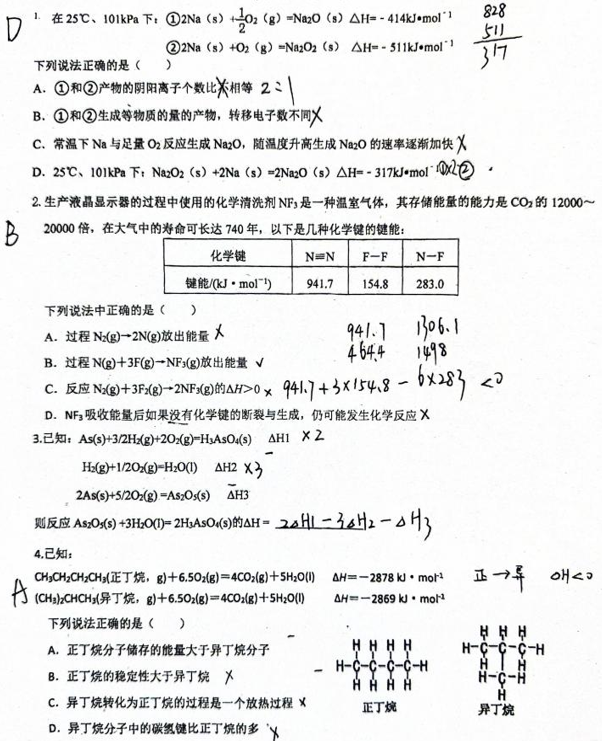 D
1. 在 25℃、101kPa 下：①2Na（s）+1/2O₂（g）=Na₂O（s）△H=﹣414kJ•mol⁻¹
828
511
317
②2Na（s）+O₂（g）=Na₂O₂（s）△H=﹣511kJ•mol⁻¹
下列说法正确的是（ ）
A．①和②产物的阴阳离子个数比不相等 2:1
B．①和②生成等物质的量的产物，转移电子数不同 X
C．常温下 Na 与足量 O₂ 反应生成 Na₂O，随温度升高生成 Na₂O 的速率逐渐加快 X
D．25℃、101kPa 下：Na₂O₂（s）+2Na（s）=2Na₂O（s）△H=﹣317kJ•mol⁻¹ ①X2-②
2. 生产液晶显示器的过程中使用的化学清洗剂 NF₃ 是一种温室气体，其存储能量的能力是 CO₂ 的 12000～
B
20000 倍，在大气中的寿命可长达 740 年，以下是几种化学键的键能：
化学键 N≡N F－F N－F
键能/(kJ·mol⁻¹) 941.7 154.8 283.0
下列说法中正确的是（ ）
A．过程 N₂(g)→2N(g)放出能量 X
941.7 1306.1
B．过程 N(g)+3F(g)→NF₃(g)放出能量 √
464.4 1698
C．反应 N₂(g)+3F₂(g)→2NF₃(g)的ΔH>0 X 941.7+3×154.8－6×283 <0
D．NF₃ 吸收能量后如果没有化学键的断裂与生成，仍可能发生化学反应 X
3.已知：As(s)+3/2H₂(g)+2O₂(g)=H₃AsO₄(s) ΔH1 ×2
H₂(g)+1/2O₂(g)=H₂O(l) ΔH2 ×3
2As(s)+5/2O₂(g) =As₂O₅(s) ΔH3
则反应 As₂O₅(s) +3H₂O(l)= 2H₃AsO₄(s)的ΔH = 2ΔH1－3ΔH2－ΔH3
4.已知：
CH₃CH₂CH₂CH₃(正丁烷，g)＋6.5O₂(g)＝4CO₂(g)＋5H₂O(l) ΔH＝－2878 kJ·mol⁻¹ 正→异 ΔH<0
A
(CH₃)₂CHCH₃(异丁烷，g)＋6.5O₂(g)＝4CO₂(g)＋5H₂O(l) ΔH＝－2869 kJ·mol⁻¹
下列说法正确的是（ ）
A．正丁烷分子储存的能量大于异丁烷分子
B．正丁烷的稳定性大于异丁烷 X
C．异丁烷转化为正丁烷的过程是一个放热过程 X
D．异丁烷分子中的碳氢键比正丁烷的多 X
H H H H
H-C-C-C-C-H
H H H H
正丁烷
H H H
H-C-C-C-H
H H
H-C-H
H
异丁烷